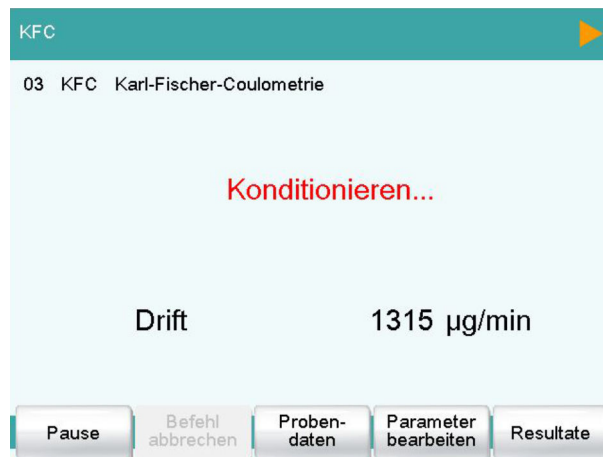 KFC
03 KFC Karl-Fischer-Coulometrie
Konditionieren...
Drift 1315 µg/min
Pause
Befehl
abbrechen
Proben-
daten
Parameter
bearbeiten
Resultate